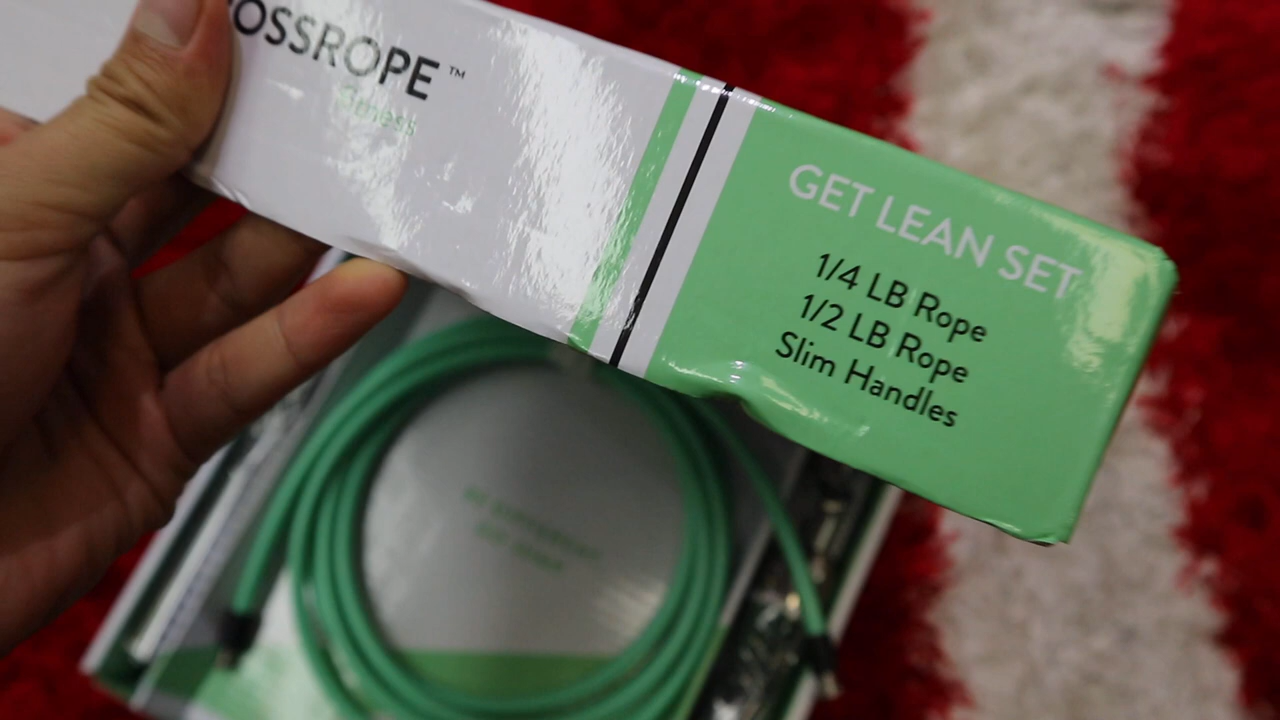 OSSROPE™
GET LEAN SET
1/4 LB Rope
1/2 LB Rope
Slim Handles